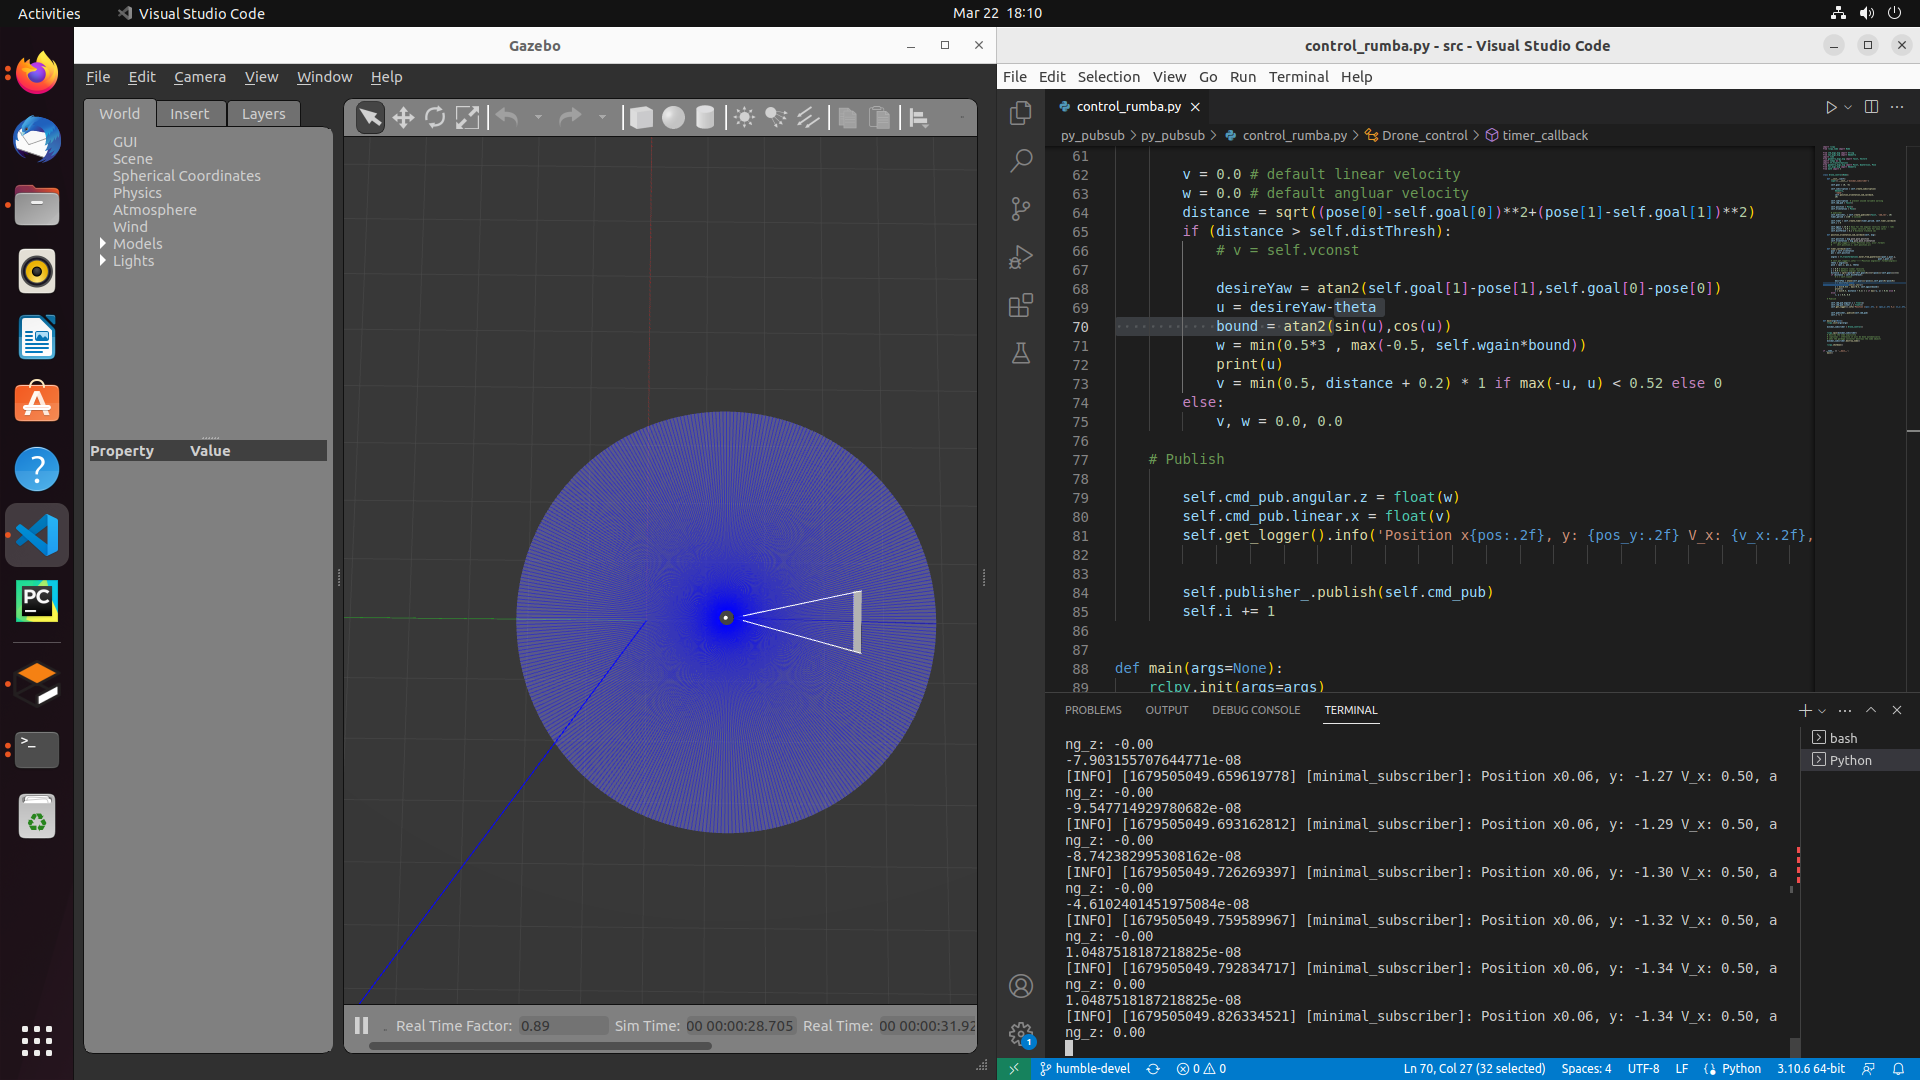 Activities
Visual Studio Code
Mar 22 18:10
Gazebo
File Edit Camera View Window Help
World Insert Layers
GUI
Scene
Spherical Coordinates
Physics
Atmosphere
Wind
Models
Lights
Property Value
Real Time Factor: 0.89 Sim Time: 00 00:00:28.705 Real Time: 00 00:00:31.92
control_rumba.py - src - Visual Studio Code
File Edit Selection View Go Run Terminal Help
control_rumba.py
py_pubsub > py_pubsub > control_rumba.py > Drone_control > timer_callback
61
62 v = 0.0 # default linear velocity
63 w = 0.0 # default angluar velocity
64 distance = sqrt((pose[0]-self.goal[0])**2+(pose[1]-self.goal[1])**2)
65 if (distance > self.distThresh):
66 # v = self.vconst
67
68 desireYaw = atan2(self.goal[1]-pose[1],self.goal[0]-pose[0])
69 u = desireYaw-theta
70 bound = atan2(sin(u),cos(u))
71 w = min(0.5*3 , max(-0.5, self.wgain*bound))
72 print(u)
73 v = min(0.5, distance + 0.2) * 1 if max(-u, u) < 0.52 else 0
74 else:
75 v, w = 0.0, 0.0
76
77 # Publish
78
79 self.cmd_pub.angular.z = float(w)
80 self.cmd_pub.linear.x = float(v)
81 self.get_logger().info('Position x{pos:.2f}, y: {pos_y:.2f} V_x: {v_x:.2f},
82
83
84 self.publisher_.publish(self.cmd_pub)
85 self.i += 1
86
87
88 def main(args=None):
89 rclpy.init(args=args)
PROBLEMS OUTPUT DEBUG CONSOLE TERMINAL
bash
Python
ng_z: -0.00
-7.903155707644771e-08
[INFO] [1679505049.659619778] [minimal_subscriber]: Position x0.06, y: -1.27 V_x: 0.50, a
ng_z: -0.00
-9.547714929780682e-08
[INFO] [1679505049.693162812] [minimal_subscriber]: Position x0.06, y: -1.29 V_x: 0.50, a
ng_z: -0.00
-8.742382995308162e-08
[INFO] [1679505049.726269397] [minimal_subscriber]: Position x0.06, y: -1.30 V_x: 0.50, a
ng_z: -0.00
-4.6102401451975084e-08
[INFO] [1679505049.759589967] [minimal_subscriber]: Position x0.06, y: -1.32 V_x: 0.50, a
ng_z: -0.00
1.0487518187218825e-08
[INFO] [1679505049.792834717] [minimal_subscriber]: Position x0.06, y: -1.34 V_x: 0.50, a
ng_z: 0.00
1.0487518187218825e-08
[INFO] [1679505049.826334521] [minimal_subscriber]: Position x0.06, y: -1.34 V_x: 0.50, a
ng_z: 0.00
humble-devel 0 0 Ln 70, Col 27 (32 selected) Spaces: 4 UTF-8 LF Python 3.10.6 64-bit